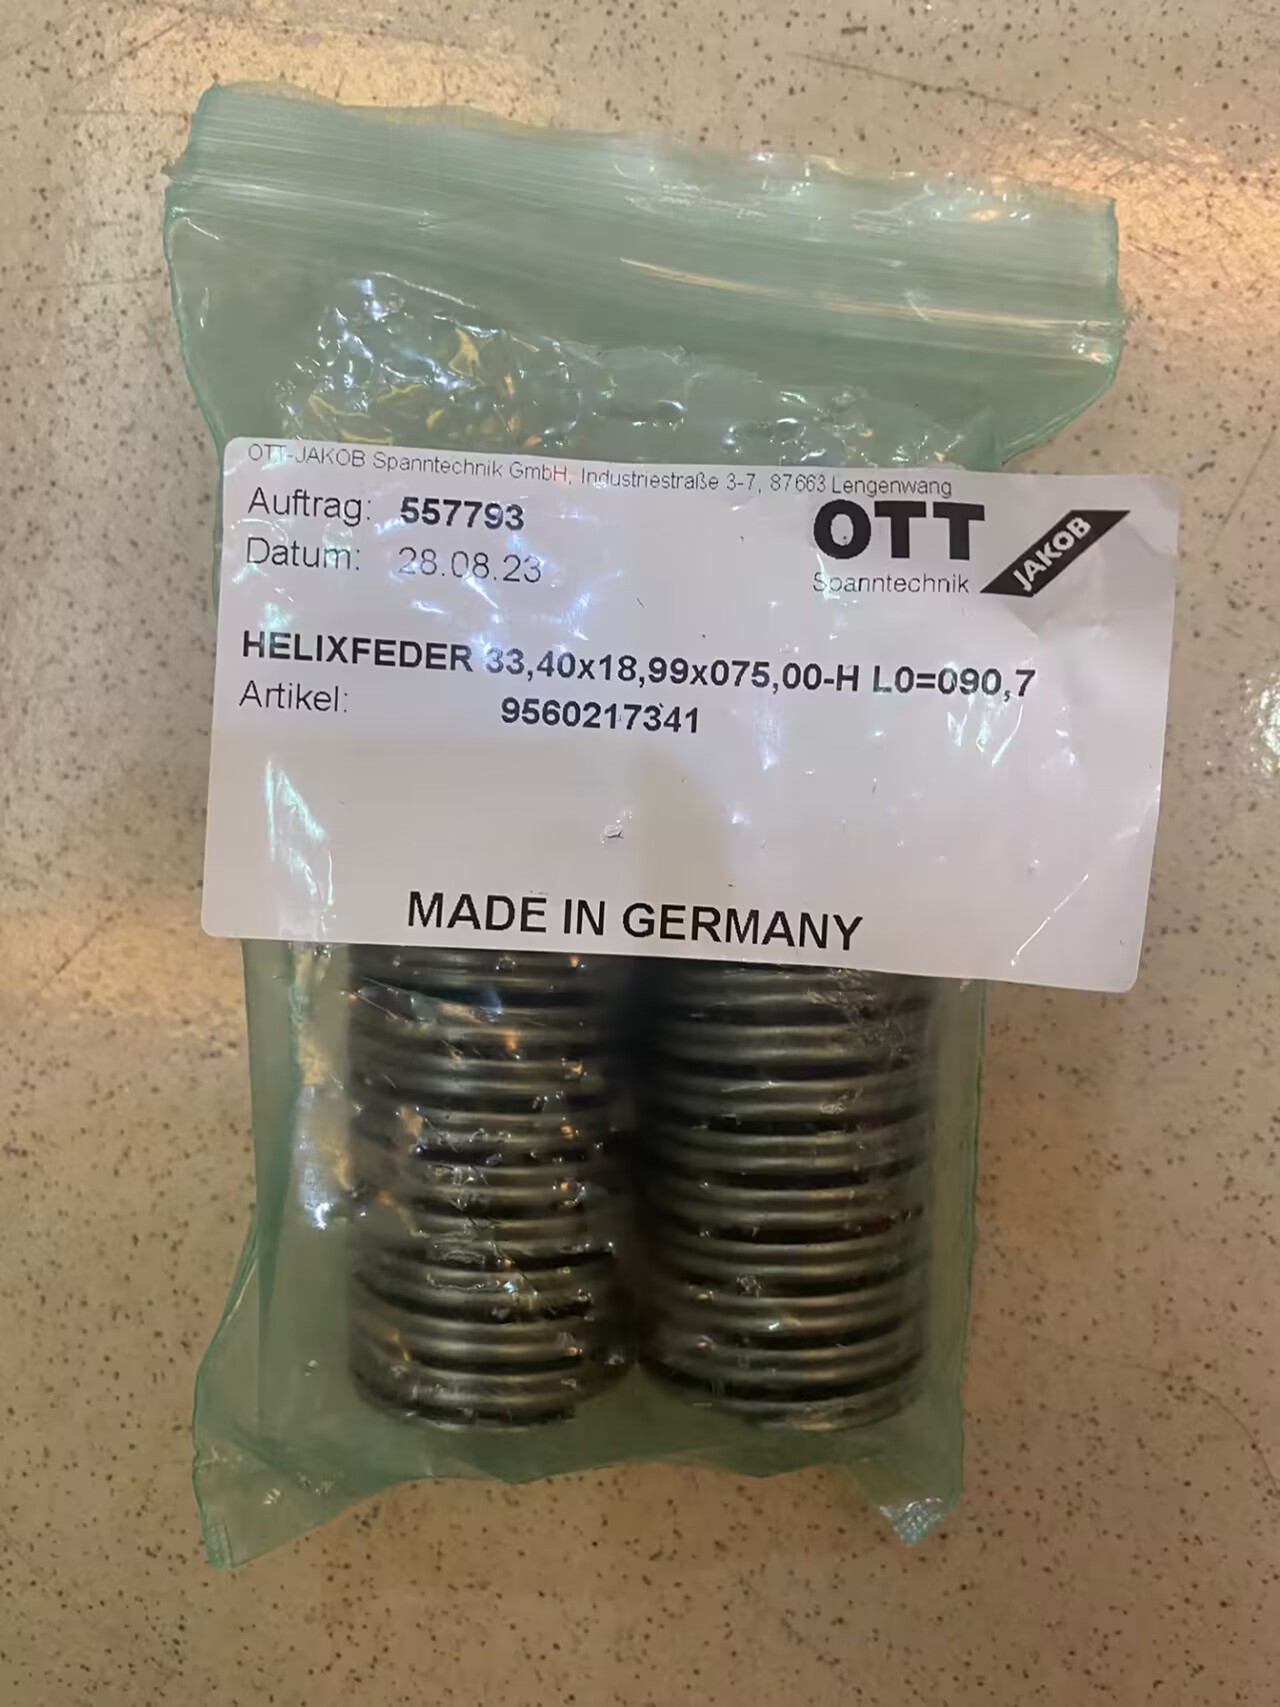 OTT-JAKOB Spanntechnik GmbH, Industriestraße 3-7, 87663 Lengenwang
Auftrag: 557793
Datum: 28.08.23
OTT
JAKOB
Spanntechnik
HELIXFEDER 33,40x18,99x075,00-H L0=090,7
Artikel: 9560217341
MADE IN GERMANY